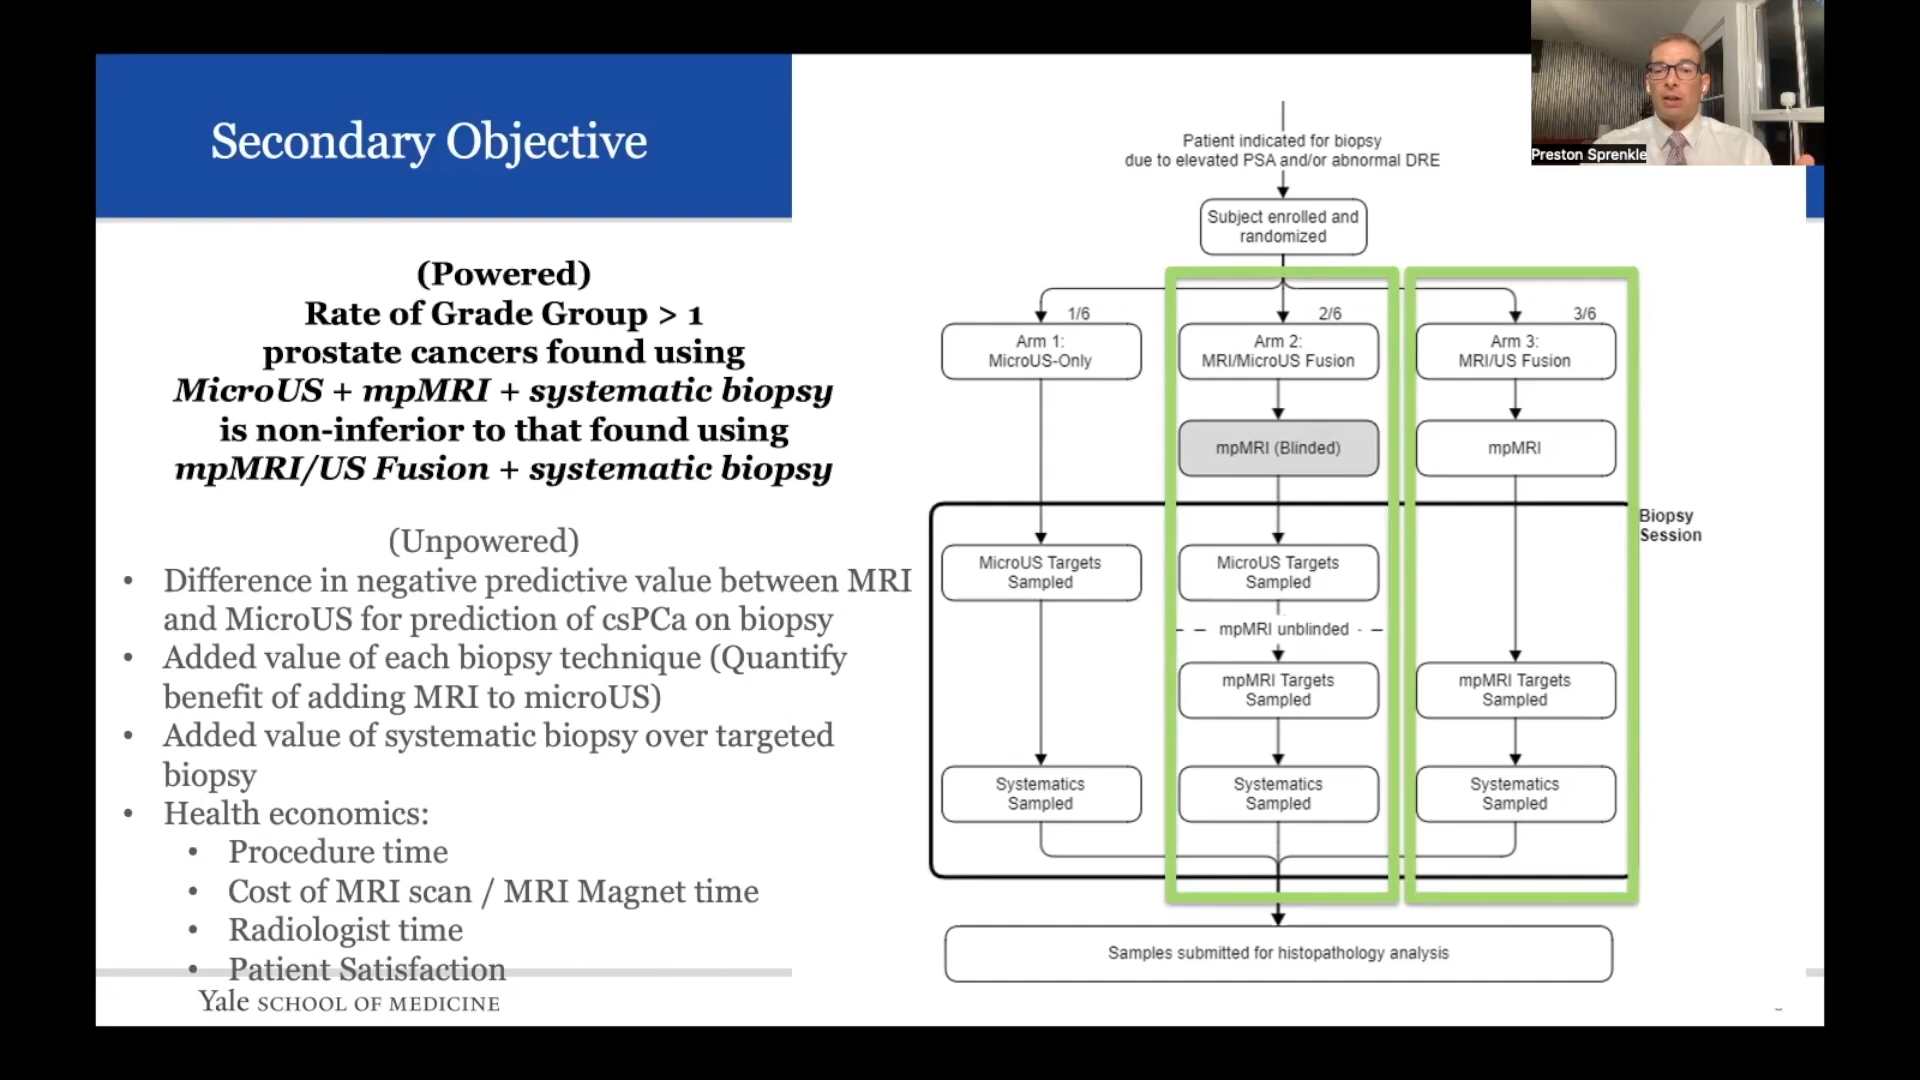 Secondary Objective
(Powered)
Rate of Grade Group > 1
prostate cancers found using
MicroUS + mpMRI + systematic biopsy
is non-inferior to that found using
mpMRI/US Fusion + systematic biopsy
(Unpowered)
• Difference in negative predictive value between MRI
and MicroUS for prediction of csPCa on biopsy
• Added value of each biopsy technique (Quantify
benefit of adding MRI to microUS)
• Added value of systematic biopsy over targeted
biopsy
• Health economics:
• Procedure time
• Cost of MRI scan / MRI Magnet time
• Radiologist time
• Patient Satisfaction
Yale SCHOOL OF MEDICINE
Patient indicated for biopsy
due to elevated PSA and/or abnormal DRE
Subject enrolled and
randomized
1/6
2/6
3/6
Arm 1:
MicroUS-Only
Arm 2:
MRI/MicroUS Fusion
Arm 3:
MRI/US Fusion
mpMRI (Blinded)
mpMRI
Biopsy
Session
MicroUS Targets
Sampled
MicroUS Targets
Sampled
mpMRI unblinded
mpMRI Targets
Sampled
mpMRI Targets
Sampled
Systematics
Sampled
Systematics
Sampled
Systematics
Sampled
Samples submitted for histopathology analysis
Preston Sprenkle